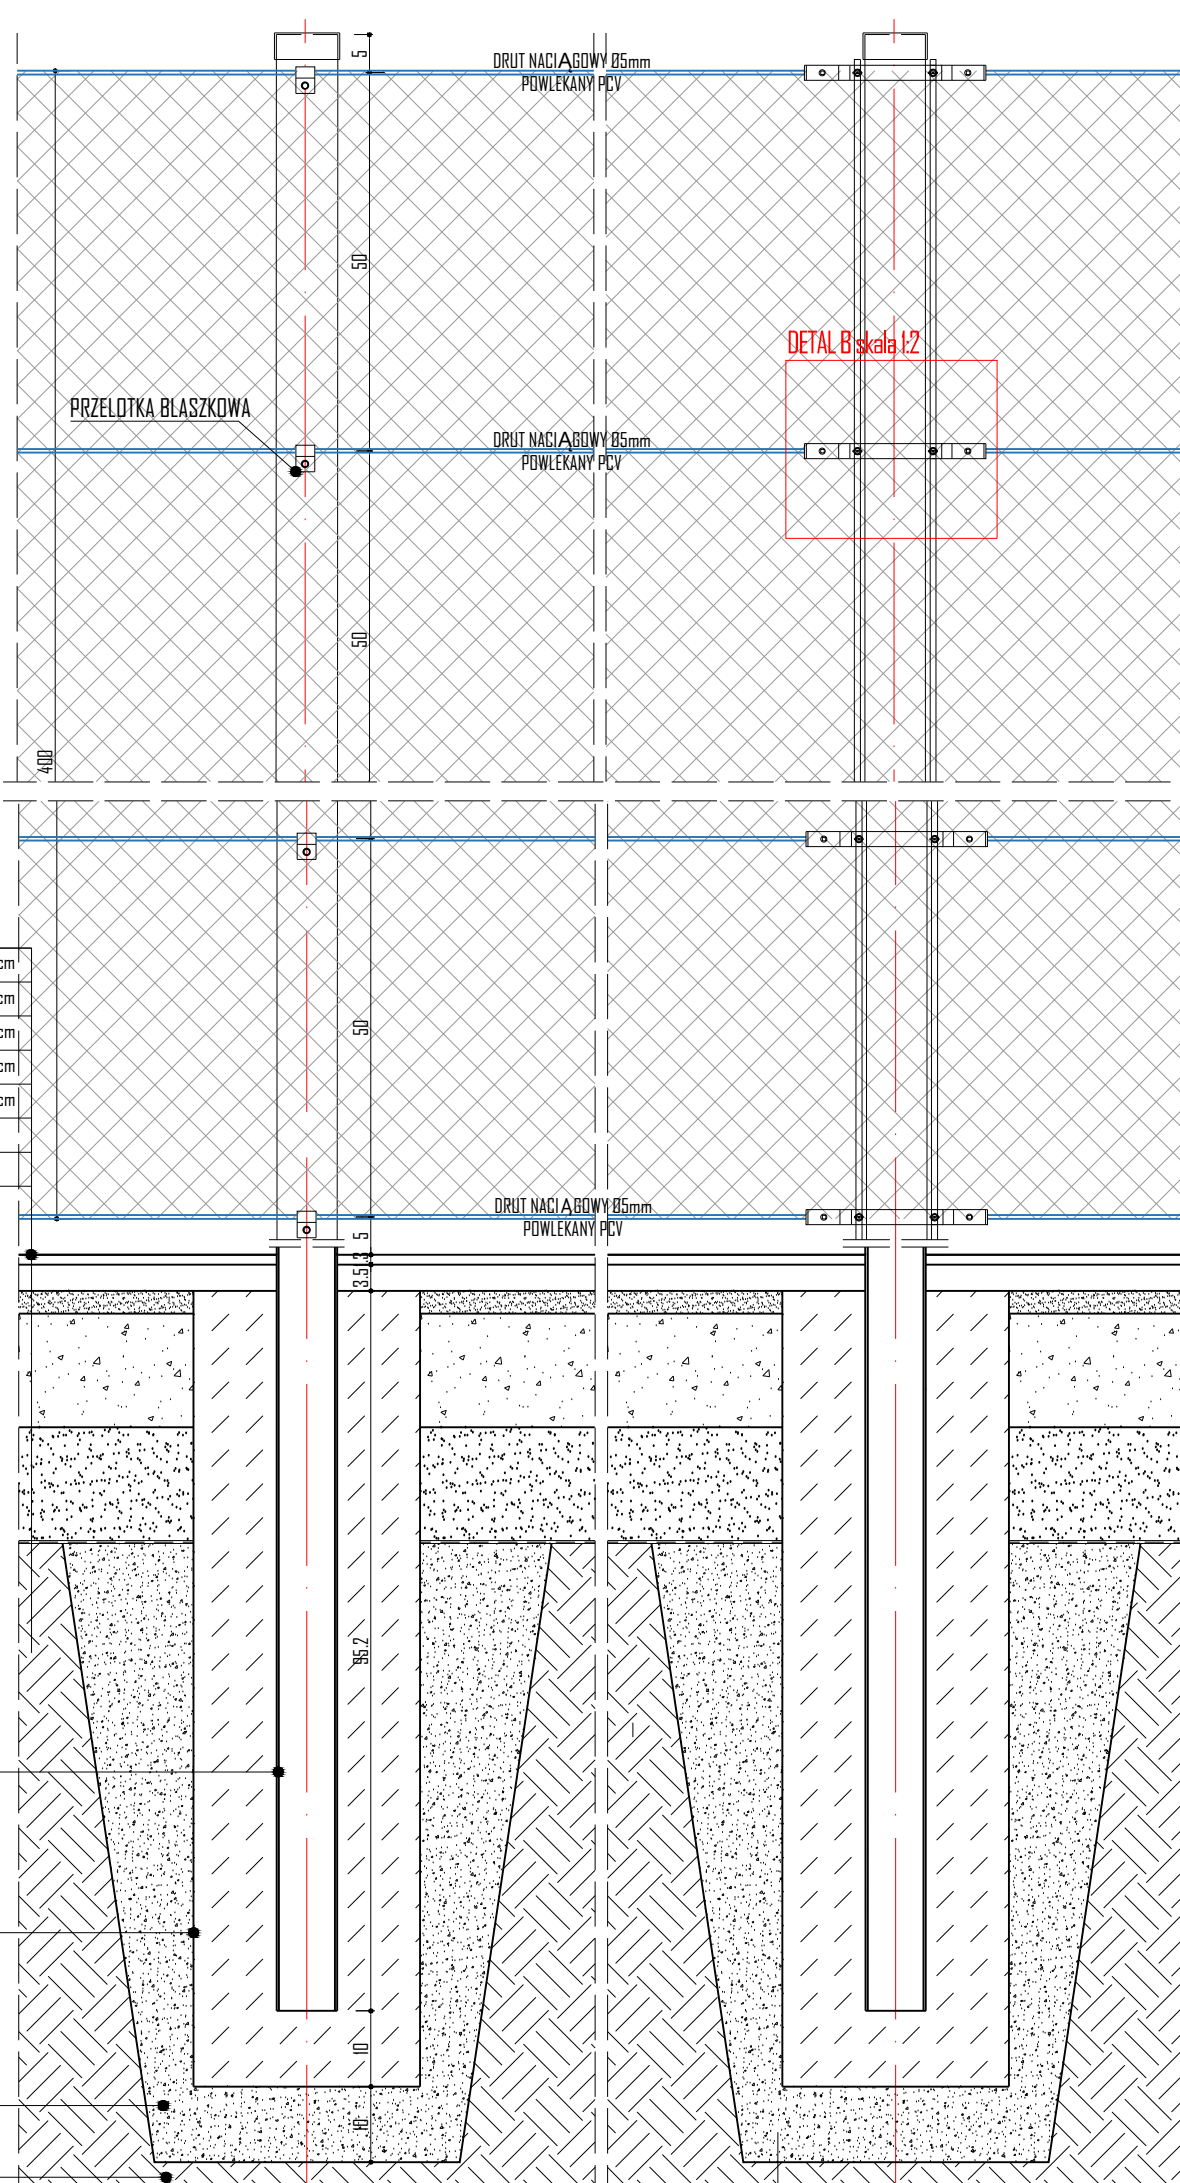 5
DRUT NACIĄGOWY Ø5mm
POWLEKANY PCV
50
DETAL B skala 1:2
PRZELOTKA BLASZKOWA
DRUT NACIĄGOWY Ø5mm
POWLEKANY PCV
50
400
cm
cm
cm
cm
cm
50
DRUT NACIĄGOWY Ø5mm
POWLEKANY PCV
5
3.5
95.2
10
10